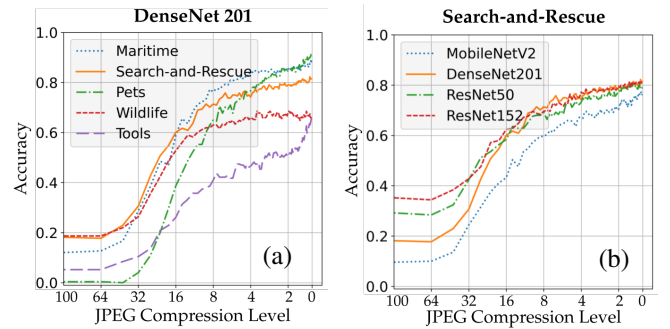 DenseNet 201
Accuracy
1.0
0.8
0.6
0.4
0.2
0.0
Maritime
Search-and-Rescue
Pets
Wildlife
Tools
(a)
100 64 32 16 8 4 2 0
JPEG Compression Level
Search-and-Rescue
Accuracy
1.0
0.8
0.6
0.4
0.2
0.0
MobileNetV2
DenseNet201
ResNet50
ResNet152
(b)
100 64 32 16 8 4 2 0
JPEG Compression Level